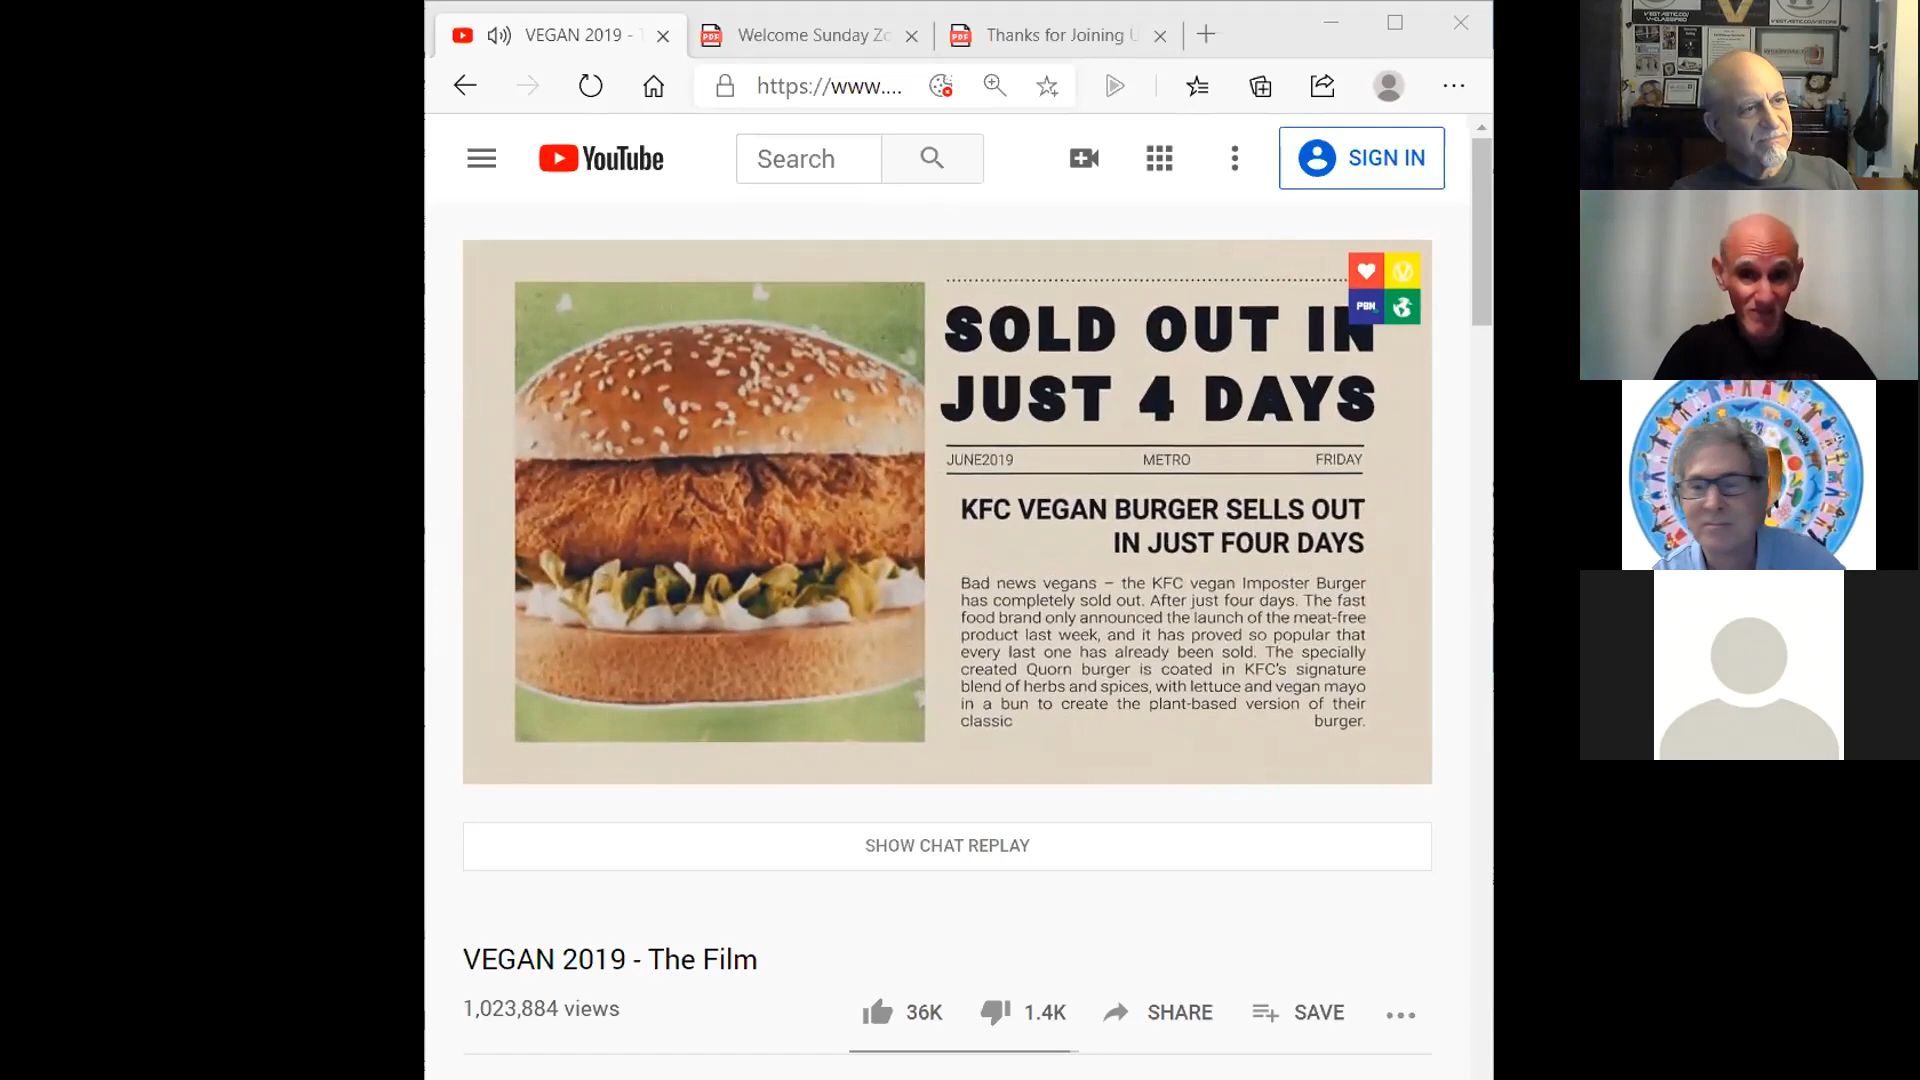 VEGAN 2019 -
Welcome Sunday Zo
Thanks for Joining U
https://www....
YouTube
Search
SIGN IN
SOLD OUT IN
JUST 4 DAYS
PBN
JUNE2019 METRO FRIDAY
KFC VEGAN BURGER SELLS OUT
IN JUST FOUR DAYS
Bad news vegans – the KFC vegan Imposter Burger
has completely sold out. After just four days. The fast
food brand only announced the launch of the meat-free
product last week, and it has proved so popular that
every last one has already been sold. The specially
created Quorn burger is coated in KFC's signature
blend of herbs and spices, with lettuce and vegan mayo
in a bun to create the plant-based version of their
classic burger.
SHOW CHAT REPLAY
VEGAN 2019 - The Film
1,023,884 views
36K
1.4K
SHARE
SAVE